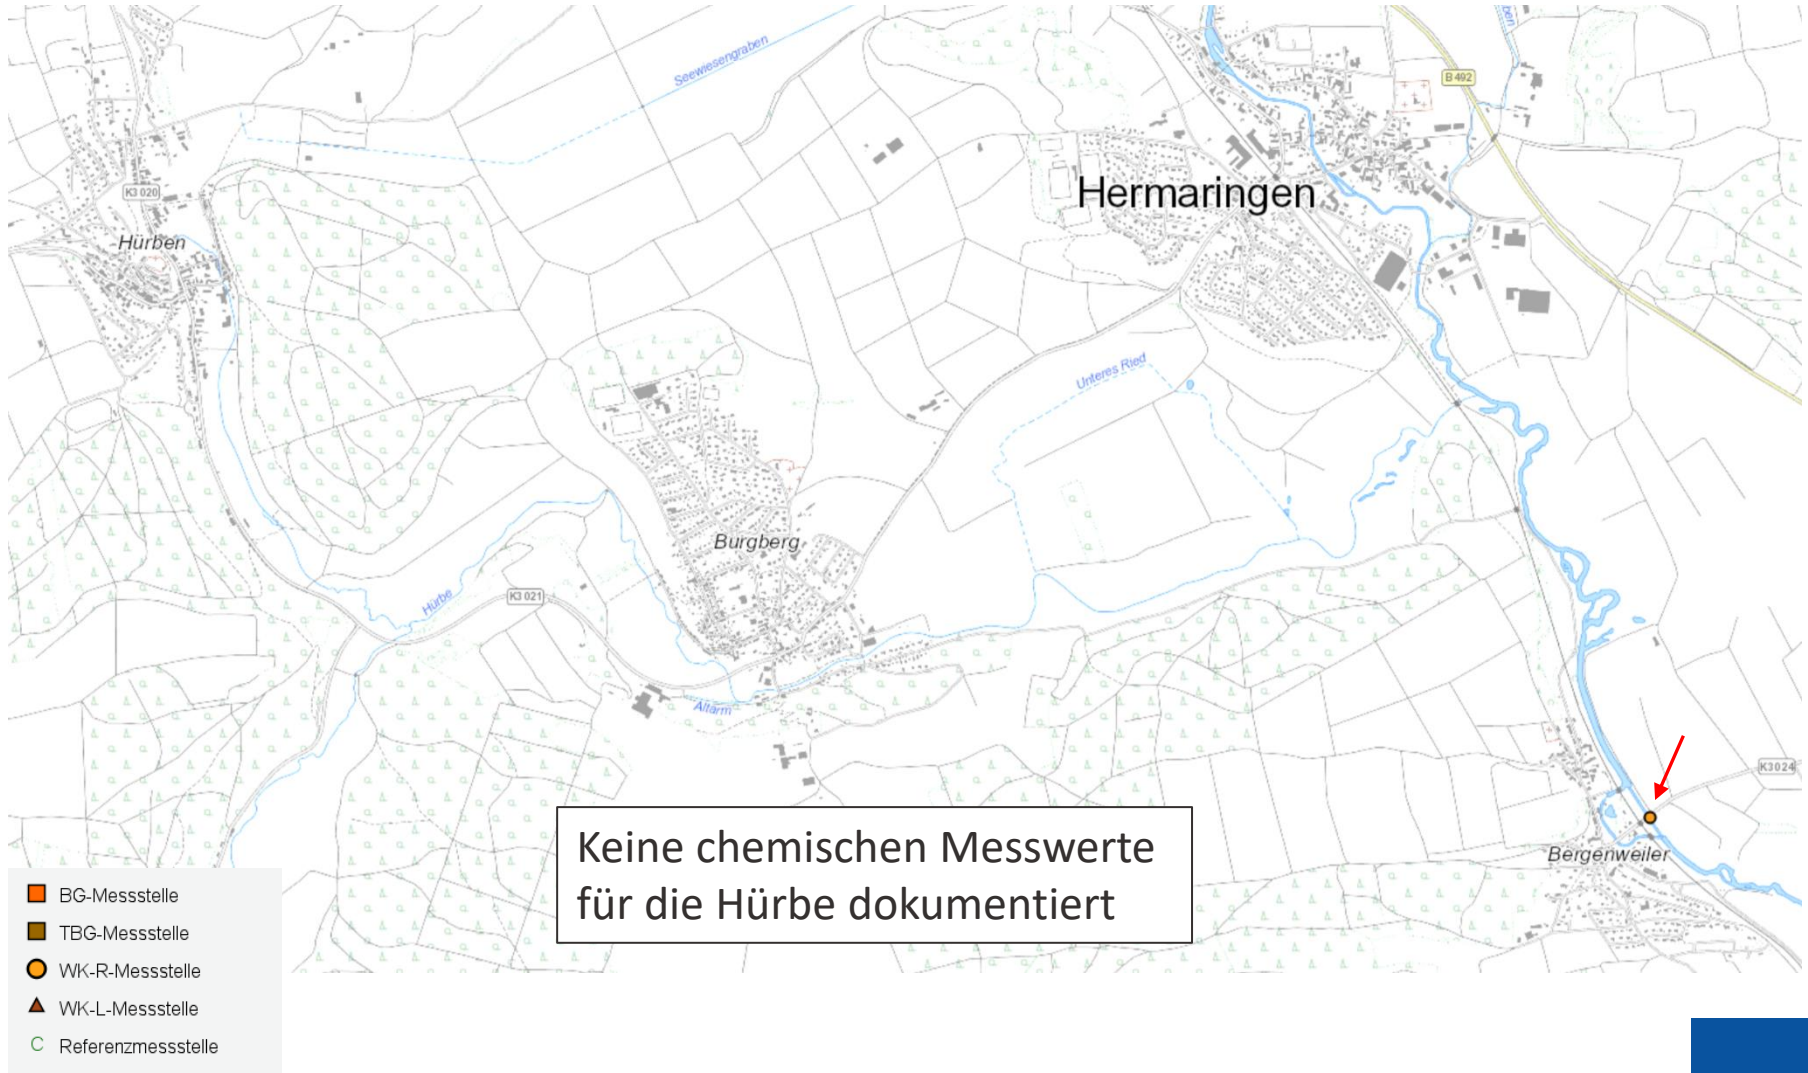 Seewiesengraben
ben
B 492
K3 020
Hermaringen
Hürben
Unteres Ried
Burgberg
Hürbe
K3 021
Altarm
K3024
Bergenweiler
Keine chemischen Messwerte
für die Hürbe dokumentiert
BG-Messstelle
TBG-Messstelle
WK-R-Messstelle
WK-L-Messstelle
C Referenzmessstelle